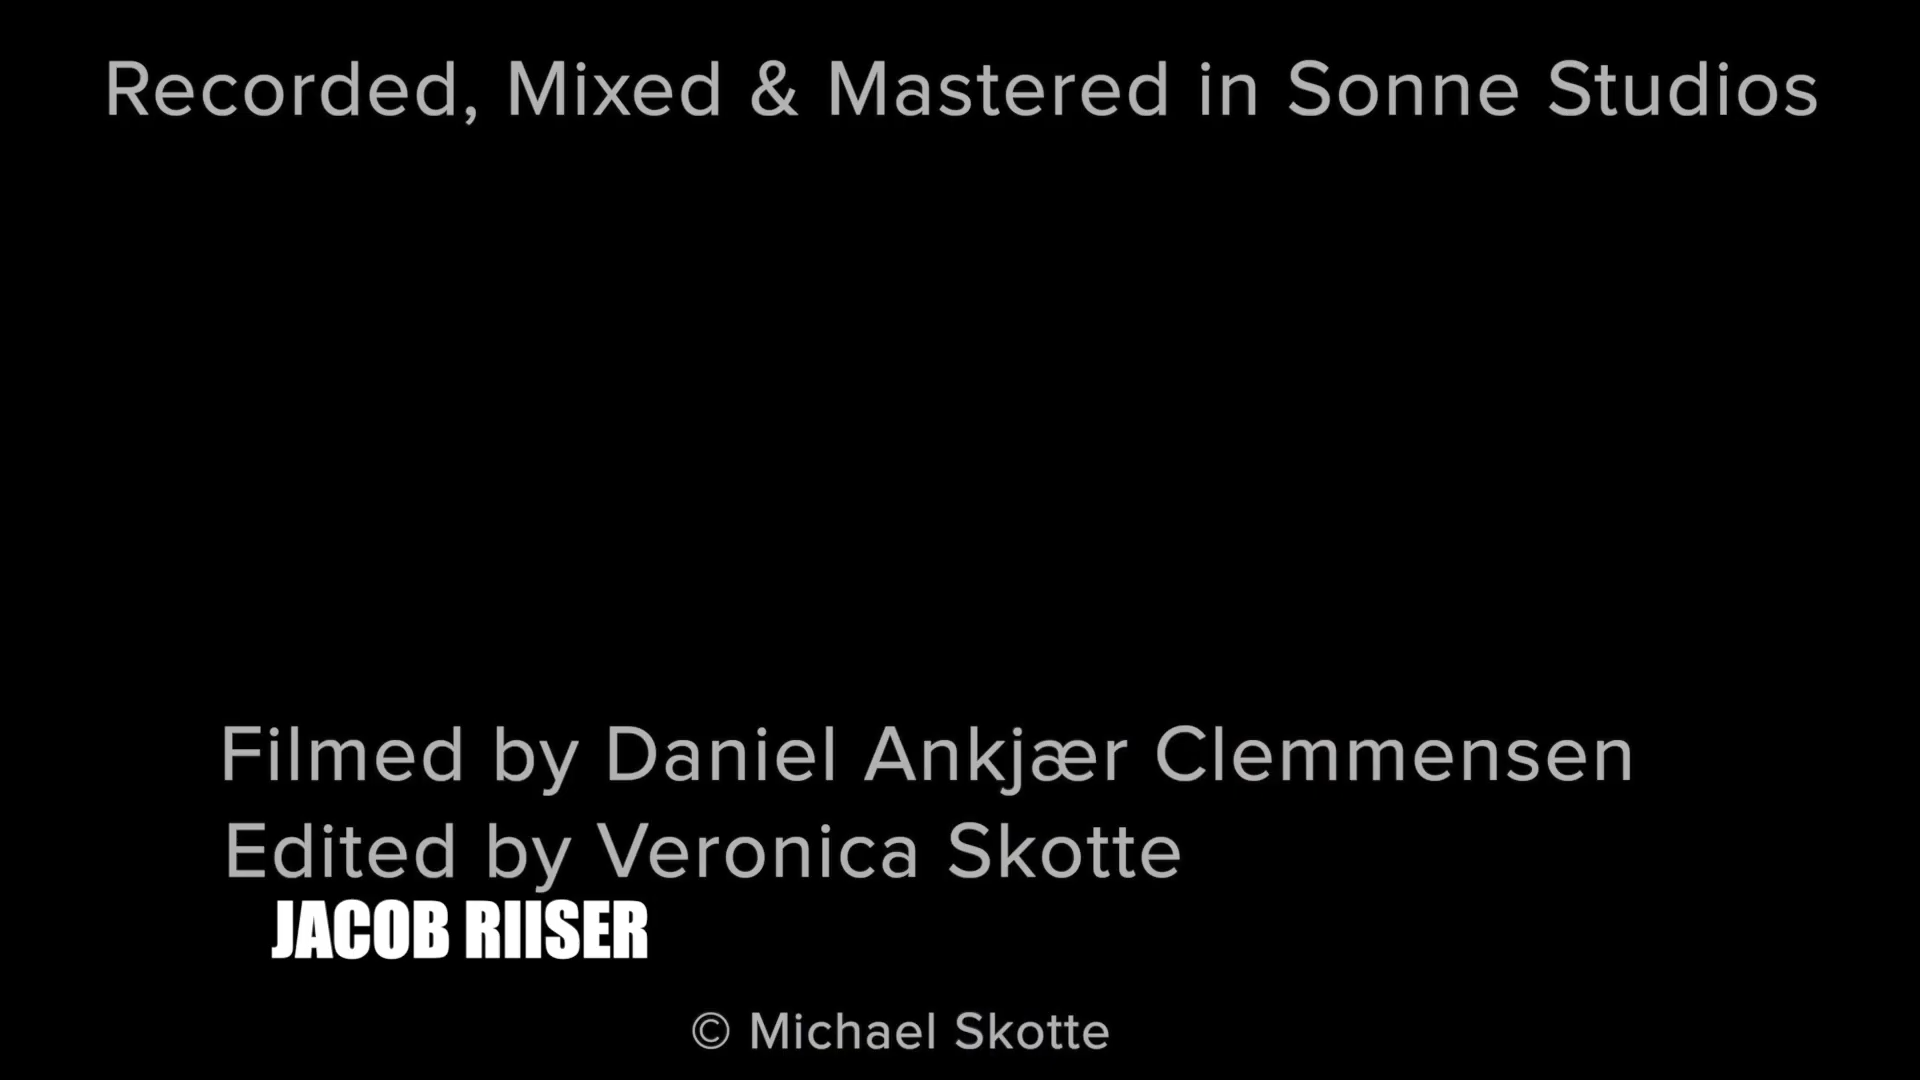 Recorded, Mixed & Mastered in Sonne Studios
Filmed by Daniel Ankjær Clemmensen
Edited by Veronica Skotte
JACOB RIISER
© Michael Skotte